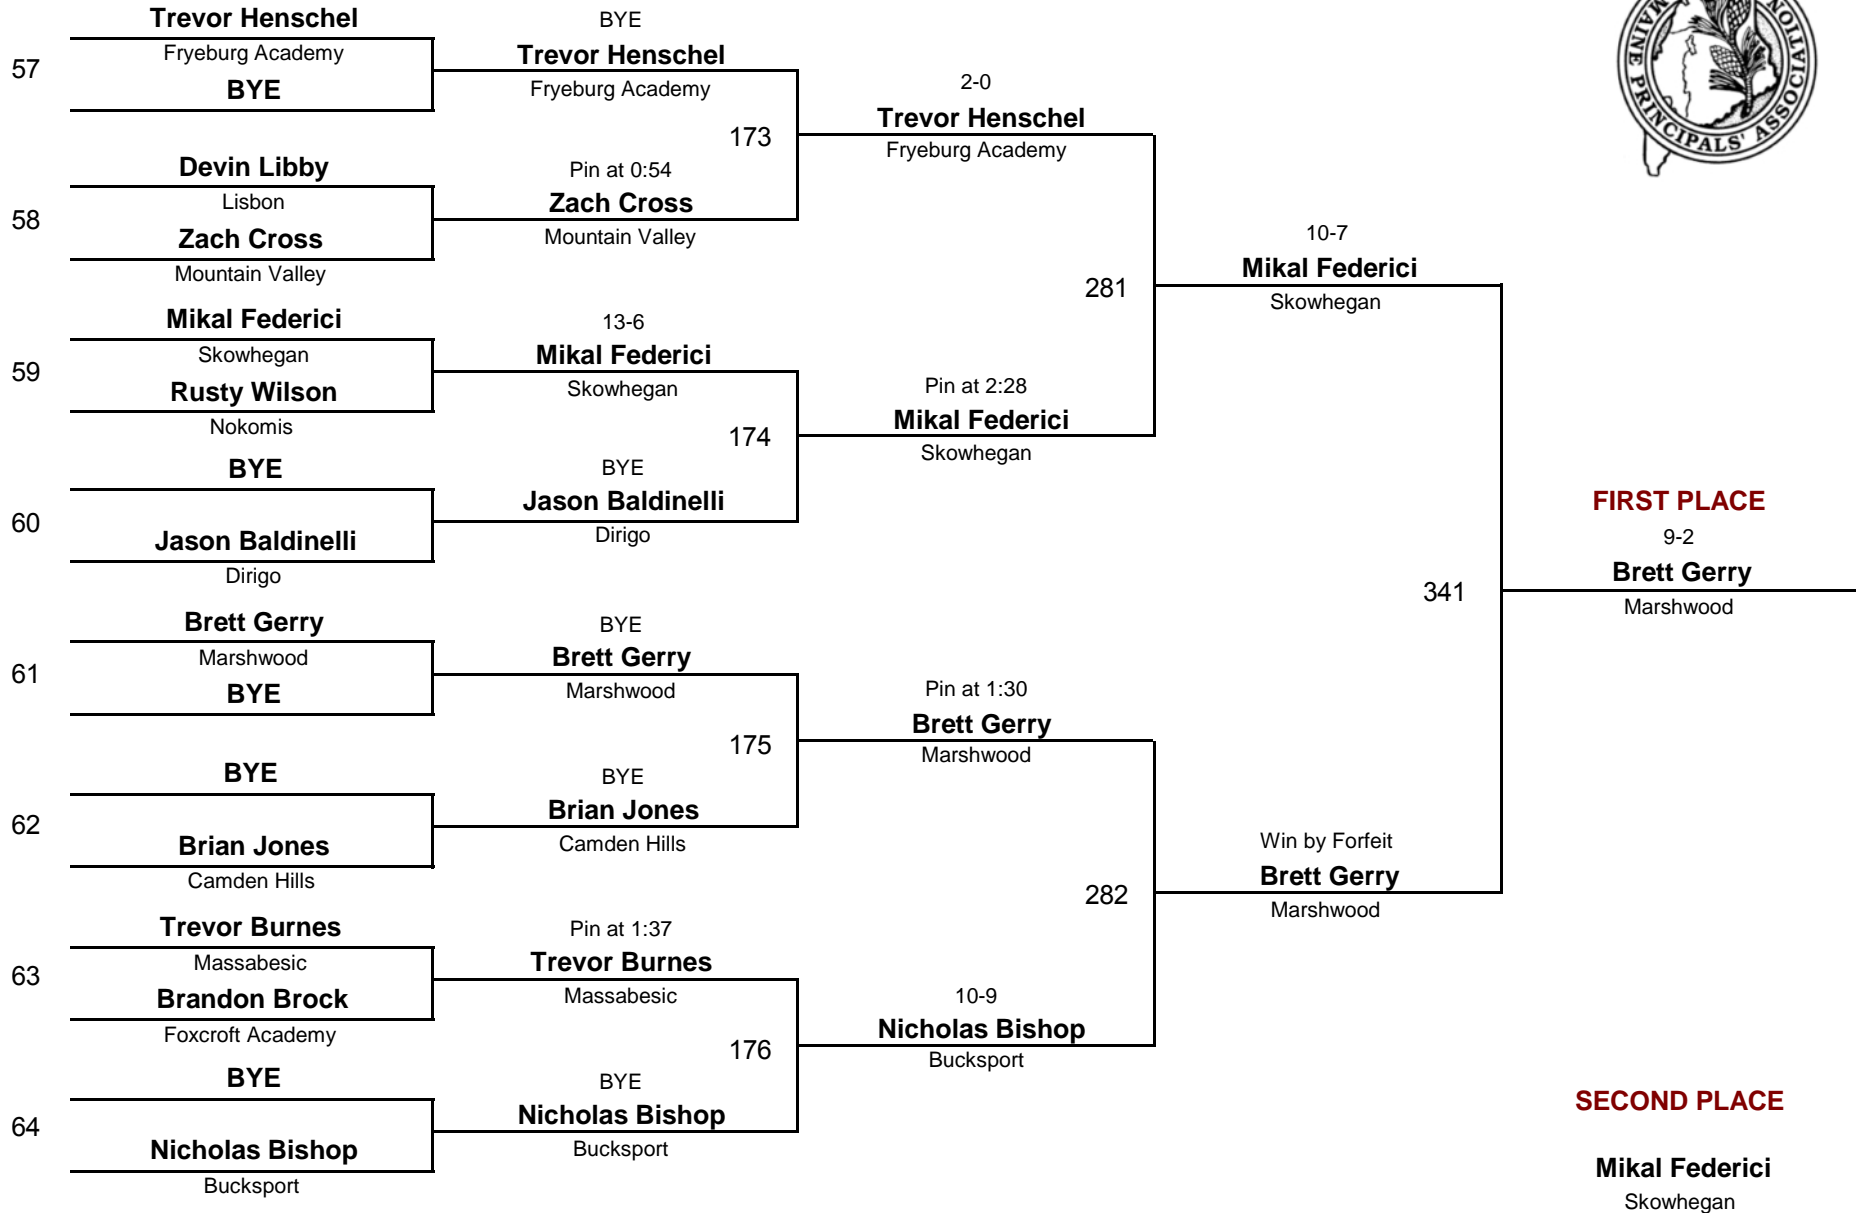 Trevor Henschel
Fryeburg Academy
57
BYE
Devin Libby
Lisbon
58
Zach Cross
Mountain Valley
Mikal Federici
Skowhegan
59
Rusty Wilson
Nokomis
BYE
60
Jason Baldinelli
Dirigo
Brett Gerry
Marshwood
61
BYE
BYE
62
Brian Jones
Camden Hills
Trevor Burnes
Massabesic
63
Brandon Brock
Foxcroft Academy
BYE
64
Nicholas Bishop
Bucksport
BYE
Trevor Henschel
Fryeburg Academy
173
Pin at 0:54
Zach Cross
Mountain Valley
13-6
Mikal Federici
Skowhegan
174
BYE
Jason Baldinelli
Dirigo
BYE
Brett Gerry
Marshwood
175
BYE
Brian Jones
Camden Hills
Pin at 1:37
Trevor Burnes
Massabesic
176
BYE
Nicholas Bishop
Bucksport
2-0
Trevor Henschel
Fryeburg Academy
281
Pin at 2:28
Mikal Federici
Skowhegan
Pin at 1:30
Brett Gerry
Marshwood
282
10-9
Nicholas Bishop
Bucksport
10-7
Mikal Federici
Skowhegan
341
Win by Forfeit
Brett Gerry
Marshwood
MAINE PRINCIPALS' ASSOCIATION
FIRST PLACE
9-2
Brett Gerry
Marshwood
SECOND PLACE
Mikal Federici
Skowhegan